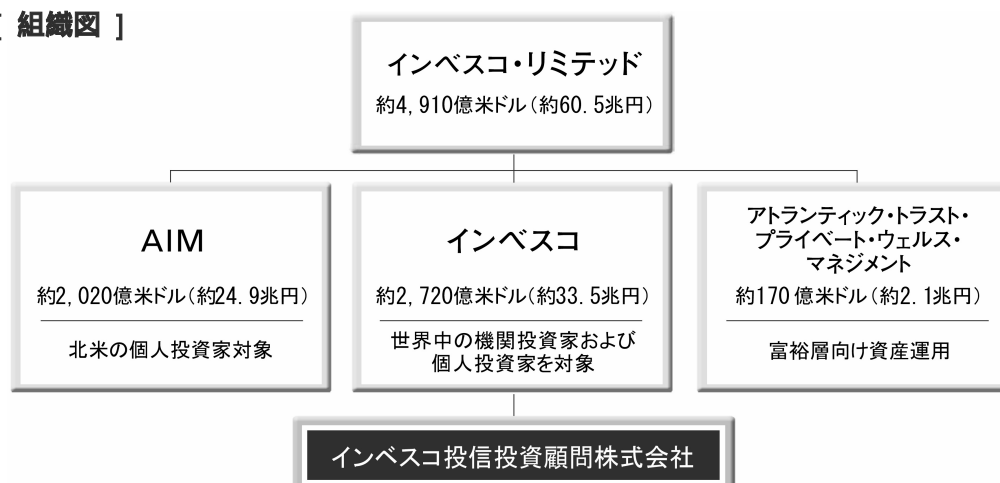 [ 組織図 ]
インベスコ・リミテッド
約4,910億米ドル（約60.5兆円）
AIM
約2,020億米ドル（約24.9兆円）
北米の個人投資家対象
インベスコ
約2,720億米ドル（約33.5兆円）
世界中の機関投資家および
個人投資家を対象
アトランティック・トラスト・
プライベート・ウェルス・
マネジメント
約170億米ドル（約2.1兆円）
富裕層向け資産運用
インベスコ投信投資顧問株式会社